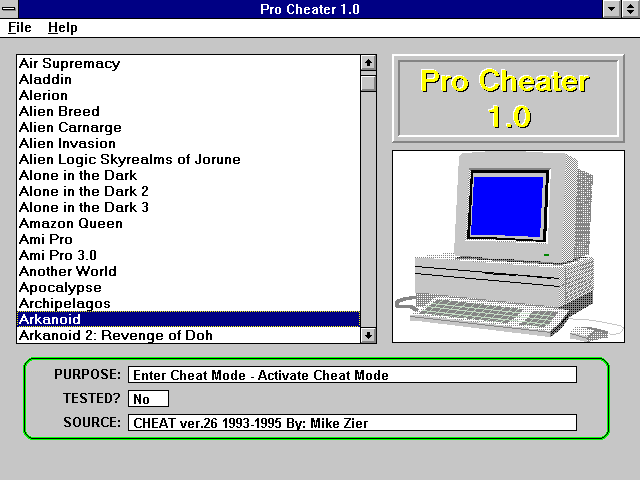 Pro Cheater 1.0
File Help
Air Supremacy
Aladdin
Alerion
Alien Breed
Alien Carnarge
Alien Invasion
Alien Logic Skyrealms of Jorune
Alone in the Dark
Alone in the Dark 2
Alone in the Dark 3
Amazon Queen
Ami Pro
Ami Pro 3.0
Another World
Apocalypse
Archipelagos
Arkanoid
Arkanoid 2: Revenge of Doh
Pro Cheater
1.0
PURPOSE: Enter Cheat Mode - Activate Cheat Mode
TESTED? No
SOURCE: CHEAT ver.26 1993-1995 By: Mike Zier